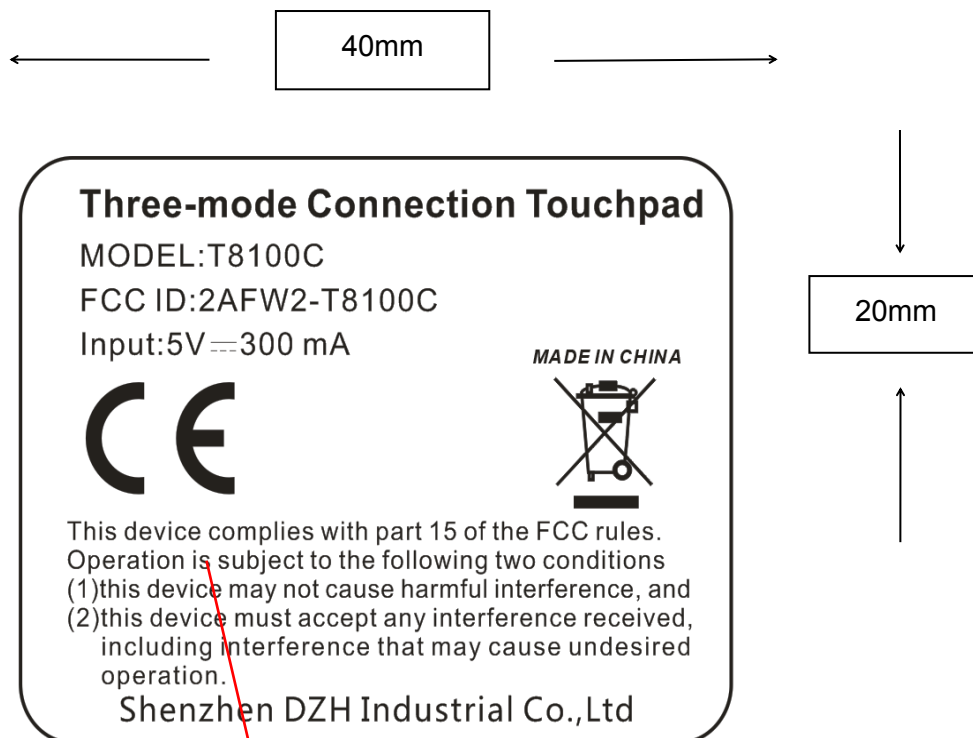 40mm
20mm
Three-mode Connection Touchpad
MODEL:T8100C
FCC ID:2AFW2-T8100C
Input:5V⎓300 mA
MADE IN CHINA
CE
This device complies with part 15 of the FCC rules.
Operation is subject to the following two conditions
(1)this device may not cause harmful interference, and
(2)this device must accept any interference received,
including interference that may cause undesired
operation.
Shenzhen DZH Industrial Co.,Ltd